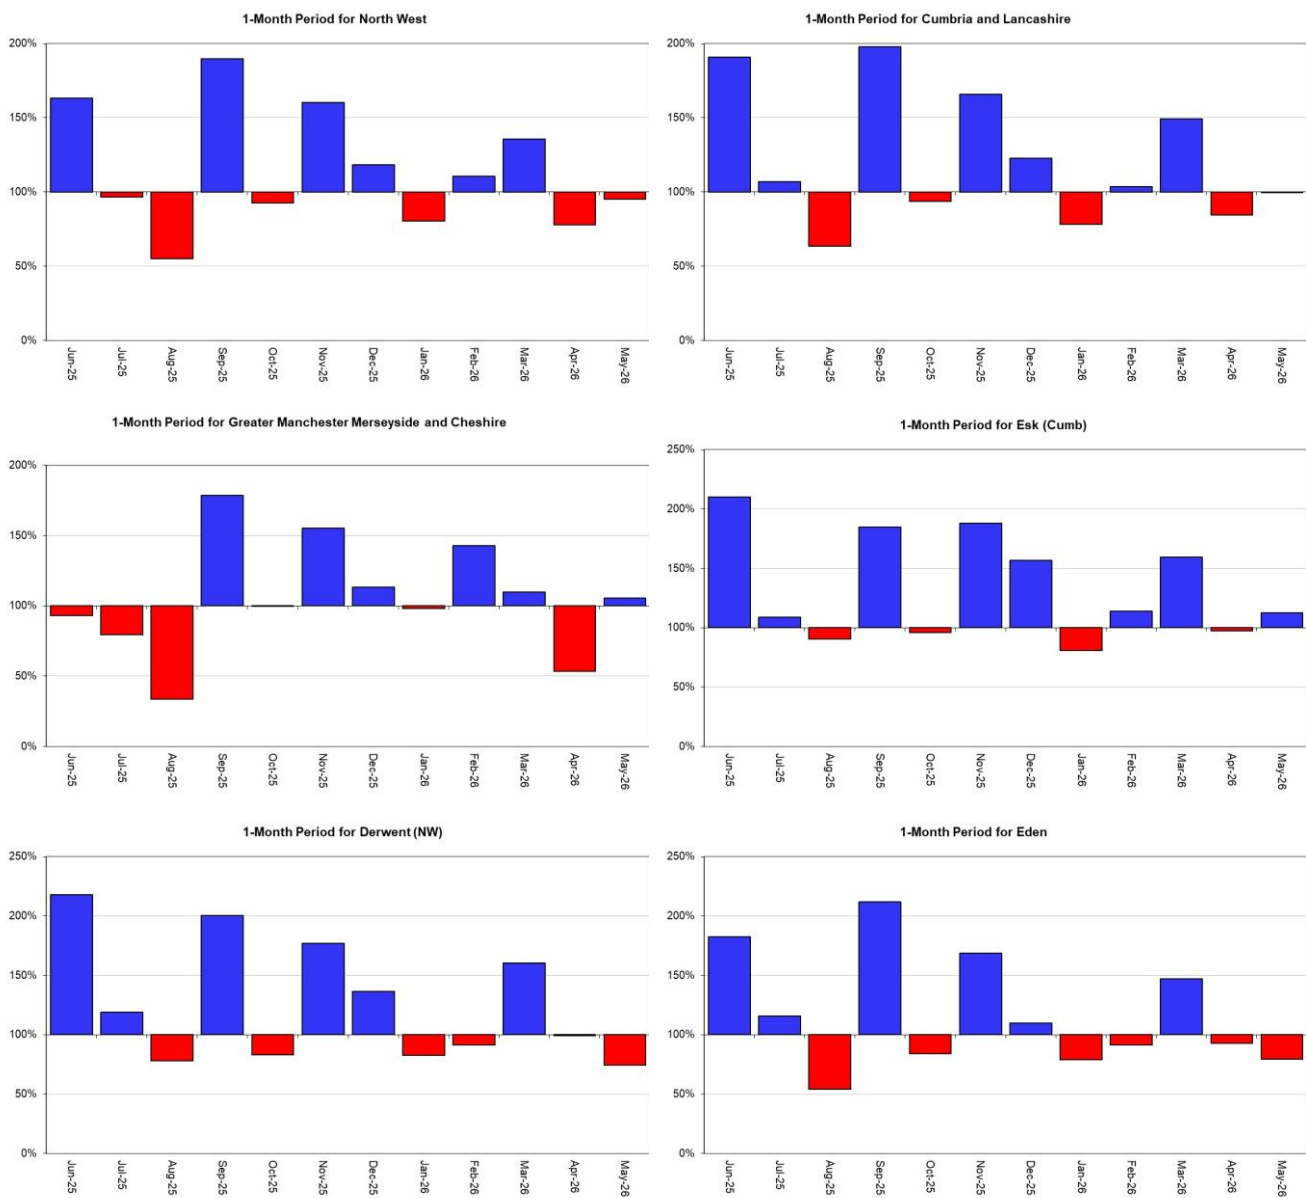 1-Month Period for North West
200%
150%
100%
50%
0%
Jun-25
Jul-25
Aug-25
Sep-25
Oct-25
Nov-25
Dec-25
Jan-26
Feb-26
Mar-26
Apr-26
May-26
1-Month Period for Cumbria and Lancashire
200%
150%
100%
50%
0%
Jun-25
Jul-25
Aug-25
Sep-25
Oct-25
Nov-25
Dec-25
Jan-26
Feb-26
Mar-26
Apr-26
May-26
1-Month Period for Greater Manchester Merseyside and Cheshire
200%
150%
100%
50%
0%
Jun-25
Jul-25
Aug-25
Sep-25
Oct-25
Nov-25
Dec-25
Jan-26
Feb-26
Mar-26
Apr-26
May-26
1-Month Period for Esk (Cumb)
250%
200%
150%
100%
50%
0%
Jun-25
Jul-25
Aug-25
Sep-25
Oct-25
Nov-25
Dec-25
Jan-26
Feb-26
Mar-26
Apr-26
May-26
1-Month Period for Derwent (NW)
250%
200%
150%
100%
50%
0%
Jun-25
Jul-25
Aug-25
Sep-25
Oct-25
Nov-25
Dec-25
Jan-26
Feb-26
Mar-26
Apr-26
May-26
1-Month Period for Eden
250%
200%
150%
100%
50%
0%
Jun-25
Jul-25
Aug-25
Sep-25
Oct-25
Nov-25
Dec-25
Jan-26
Feb-26
Mar-26
Apr-26
May-26